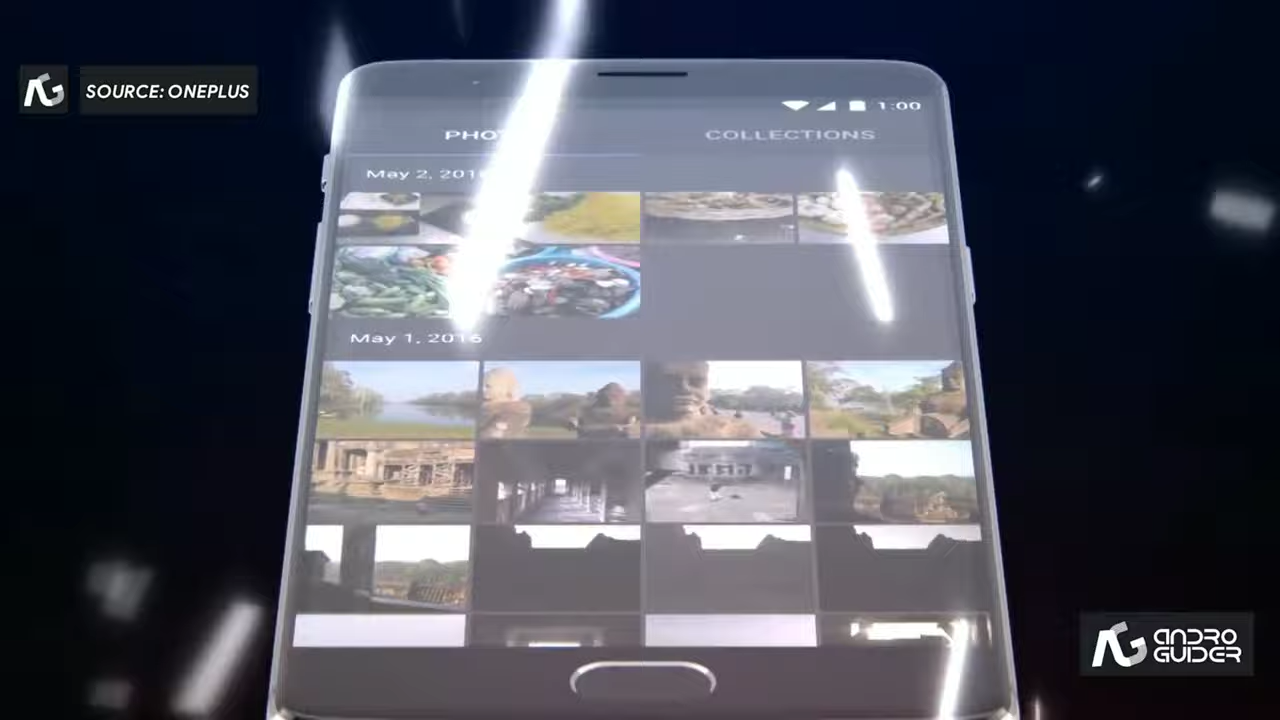 SOURCE: ONEPLUS
1:00
COLLECTIONS
May 1, 2016
ANDRO
GUIDER